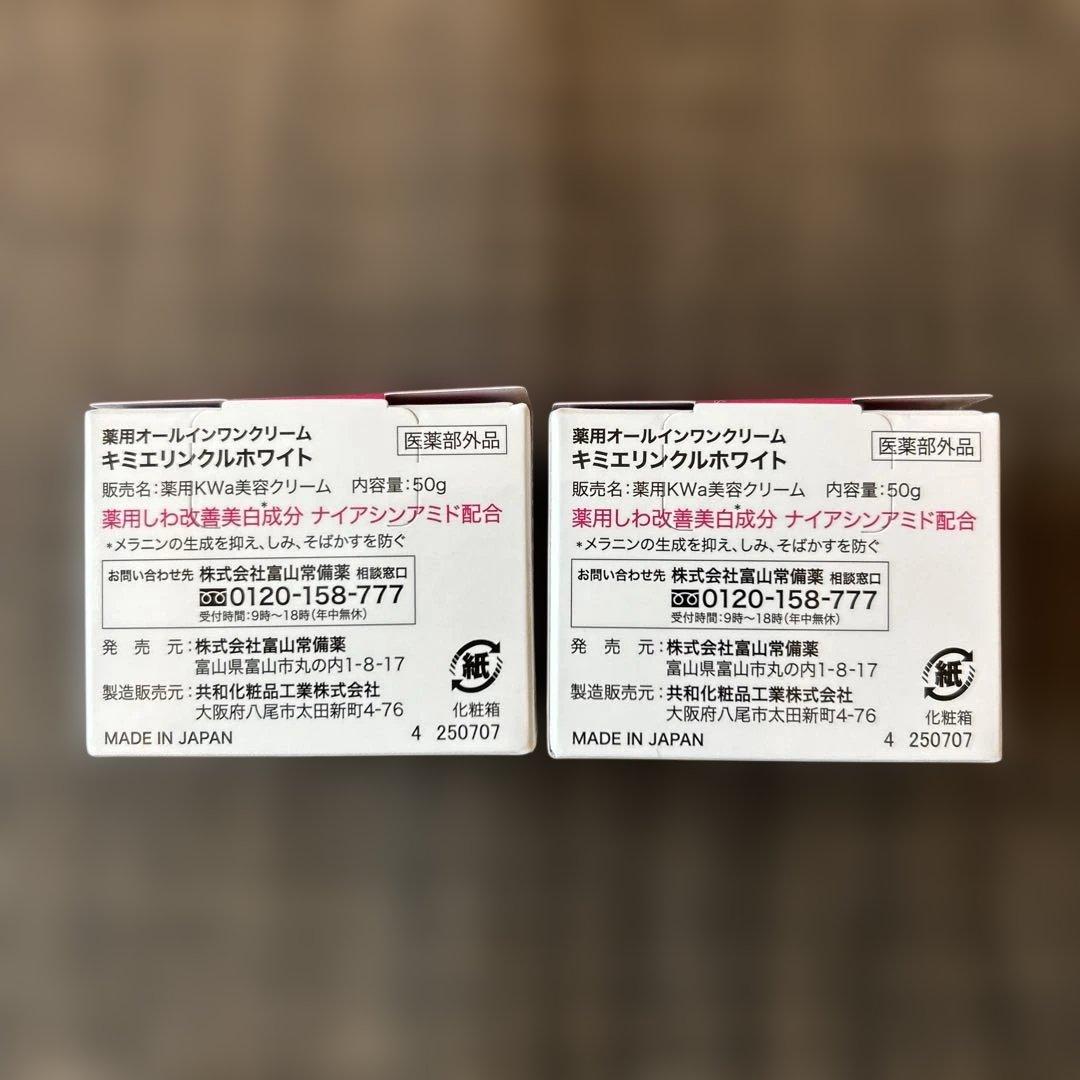 薬用オールインワンクリーム
キミエリンクルホワイト
医薬部外品
販売名:薬用KWa美容クリーム 内容量:50g
薬用しわ改善美白*成分 ナイアシンアミド配合
*メラニンの生成を抑え、しみ、そばかすを防ぐ
お問い合わせ先 株式会社富山常備薬 相談窓口
0120-158-777
受付時間:9時〜18時(年中無休)
発売元:株式会社富山常備薬
富山県富山市丸の内1-8-17
製造販売元:共和化粧品工業株式会社
大阪府八尾市太田新町4-76
紙
化粧箱
MADE IN JAPAN 4 250707
薬用オールインワンクリーム
キミエリンクルホワイト
医薬部外品
販売名:薬用KWa美容クリーム 内容量:50g
薬用しわ改善美白*成分 ナイアシンアミド配合
*メラニンの生成を抑え、しみ、そばかすを防ぐ
お問い合わせ先 株式会社富山常備薬 相談窓口
0120-158-777
受付時間:9時〜18時(年中無休)
発売元:株式会社富山常備薬
富山県富山市丸の内1-8-17
製造販売元:共和化粧品工業株式会社
大阪府八尾市太田新町4-76
紙
化粧箱
MADE IN JAPAN 4 250707